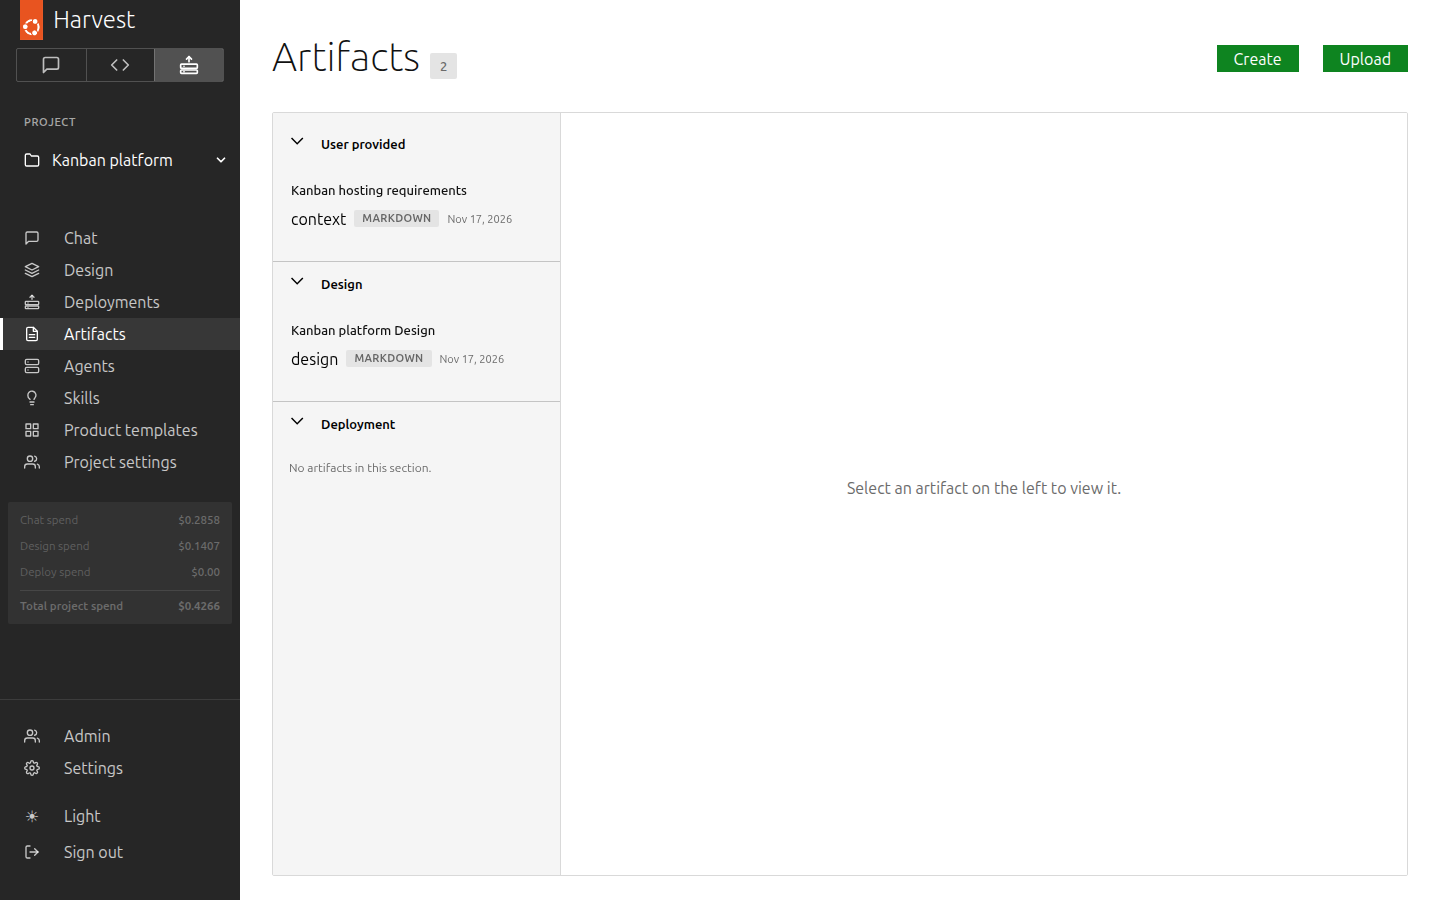 Harvest
PROJECT
Kanban platform
Chat
Design
Deployments
Artifacts
Agents
Skills
Product templates
Project settings
Chat spend $0.2858
Design spend $0.1407
Deploy spend $0.00
Total project spend $0.4266
Admin
Settings
Light
Sign out
Artifacts 2
Create Upload
User provided
Kanban hosting requirements
context MARKDOWN Nov 17, 2026
Design
Kanban platform Design
design MARKDOWN Nov 17, 2026
Deployment
No artifacts in this section.
Select an artifact on the left to view it.